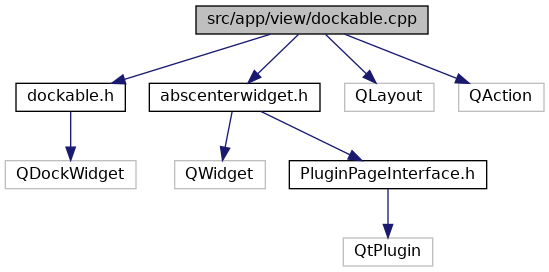 src/app/view/dockable.cpp
dockable.h
abscenterwidget.h
QLayout
QAction
QDockWidget
QWidget
PluginPageInterface.h
QtPlugin